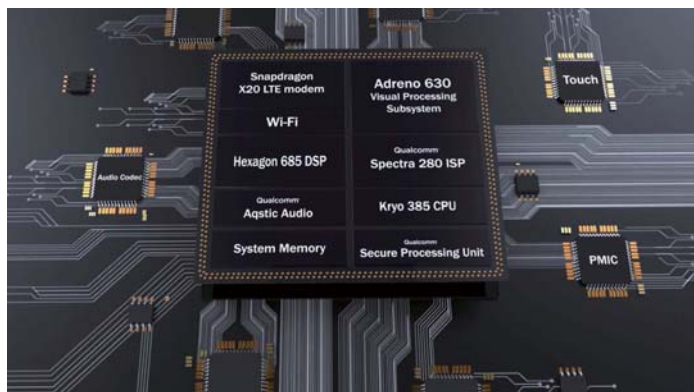 Snapdragon
X20 LTE modem
Wi-Fi
Hexagon 685 DSP
Qualcomm
Aqstic Audio
System Memory
Adreno 630
Visual Processing
Subsystem
Qualcomm
Spectra 280 ISP
Kryo 385 CPU
Qualcomm
Secure Processing Unit
Touch
Audio Codec
PMIC